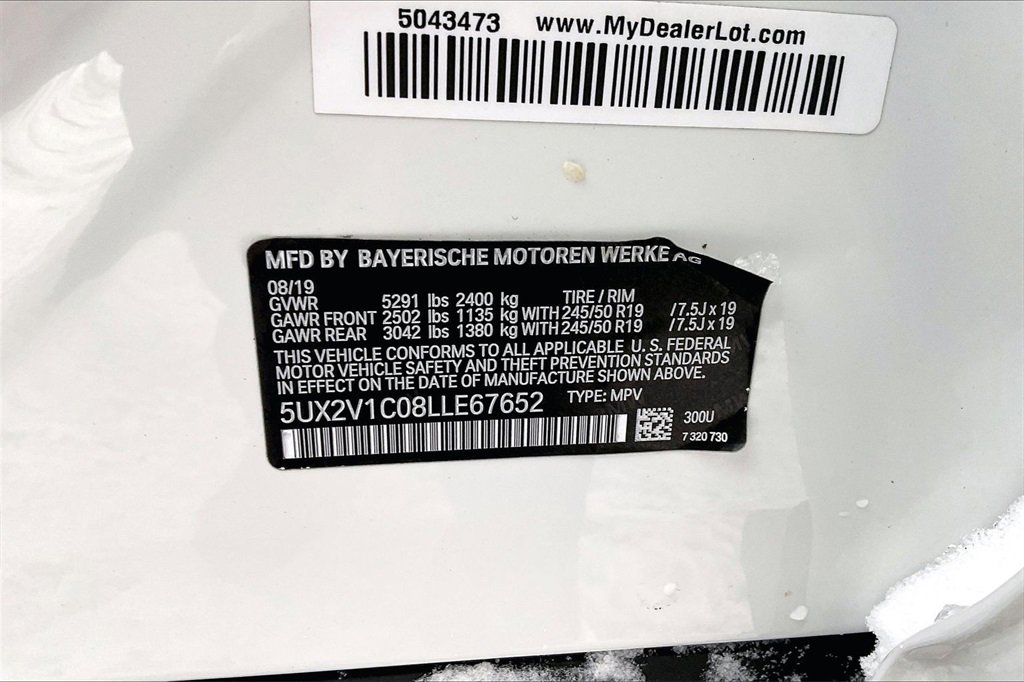 5043473 www.MyDealerLot.com
MFD BY BAYERISCHE MOTOREN WERKE AG
08/19 TIRE / RIM
GVWR 5291 lbs 2400 kg
GAWR FRONT 2502 lbs 1135 kg WITH 245/50 R19 / 7.5J x 19
GAWR REAR 3042 lbs 1380 kg WITH 245/50 R19 / 7.5J x 19
THIS VEHICLE CONFORMS TO ALL APPLICABLE U. S. FEDERAL
MOTOR VEHICLE SAFETY AND THEFT PREVENTION STANDARDS
IN EFFECT ON THE DATE OF MANUFACTURE SHOWN ABOVE.
5UX2V1C08LLE67652 TYPE: MPV
300U
7 320 730